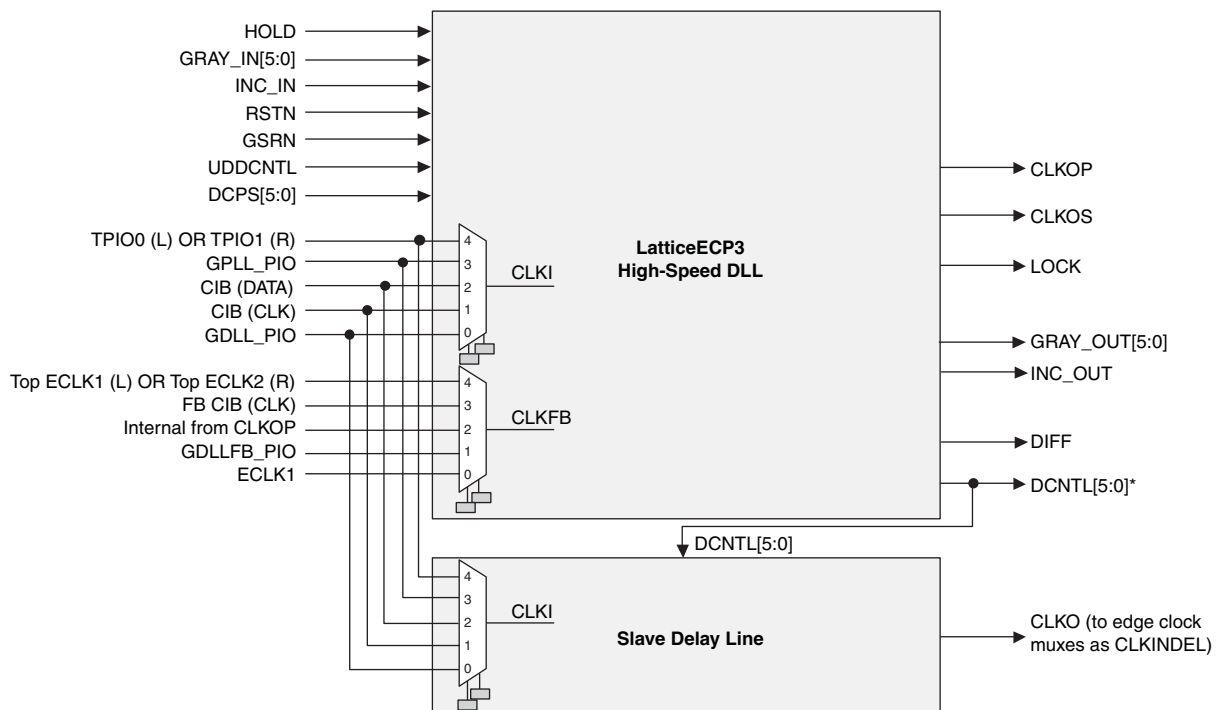 HOLD
GRAY_IN[5:0]
INC_IN
RSTN
GSRN
UDDCNTL
DCPS[5:0]
TPIO0 (L) OR TPIO1 (R)
GPLL_PIO
CIB (DATA)
CIB (CLK)
GDLL_PIO
4
3
2
1
0
CLKI
Top ECLK1 (L) OR Top ECLK2 (R)
FB CIB (CLK)
Internal from CLKOP
GDLLFB_PIO
ECLK1
4
3
2
1
0
CLKFB
LatticeECP3
High-Speed DLL
CLKOP
CLKOS
LOCK
GRAY_OUT[5:0]
INC_OUT
DIFF
DCNTL[5:0]*
DCNTL[5:0]
4
3
2
1
0
CLKI
Slave Delay Line
CLKO (to edge clock
muxes as CLKINDEL)